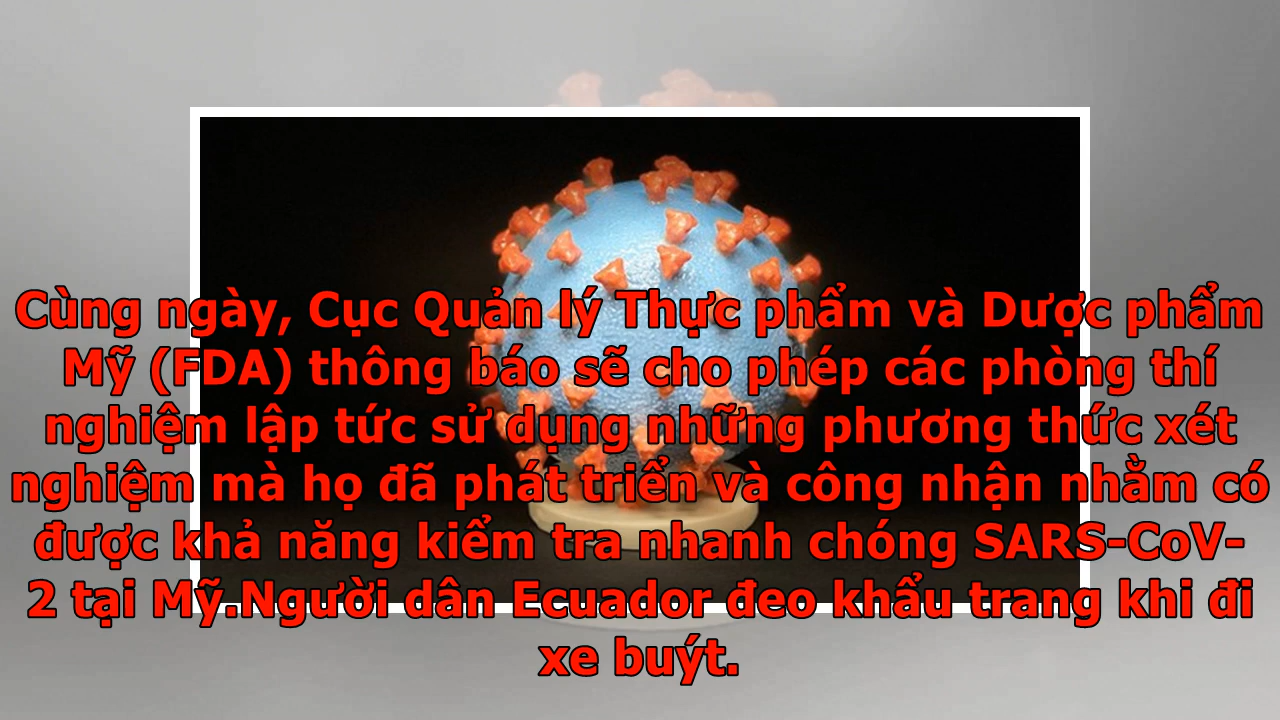 Cùng ngày, Cục Quản lý Thực phẩm và Dược phẩm
Mỹ (FDA) thông báo sẽ cho phép các phòng thí
nghiệm lập tức sử dụng những phương thức xét
nghiệm mà họ đã phát triển và công nhận nhằm có
được khả năng kiểm tra nhanh chóng SARS-CoV-
2 tại Mỹ.Người dân Ecuador đeo khẩu trang khi đi
xe buýt.